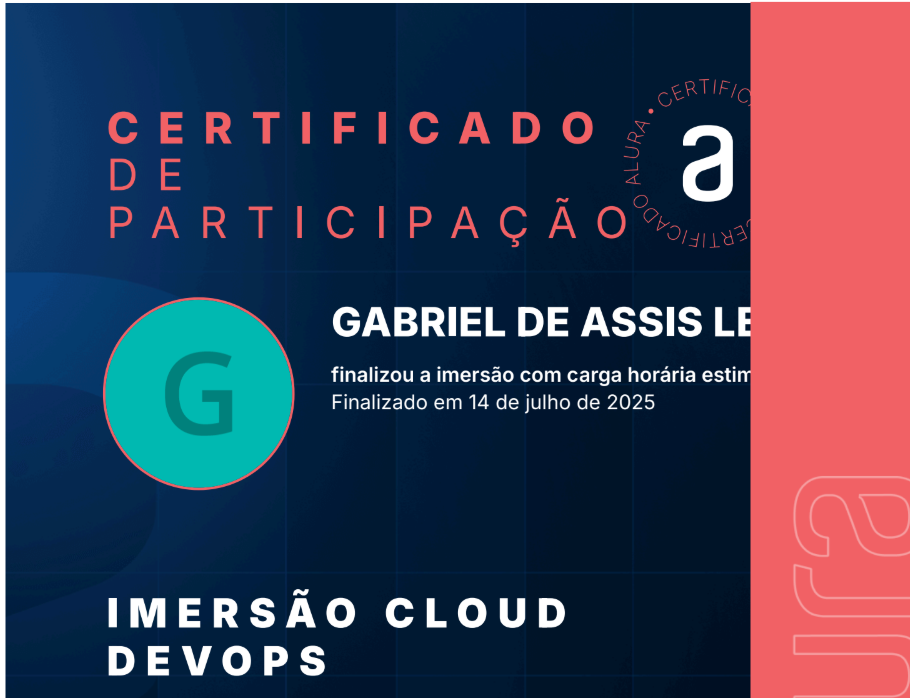 CERTIFICADO
DE
PARTICIPAÇÃO
CERTIFICADO ALURA • CERTIFICA
a
GABRIEL DE ASSIS LE
G
finalizou a imersão com carga horária estim
Finalizado em 14 de julho de 2025
IMERSÃO CLOUD
DEVOPS
ura